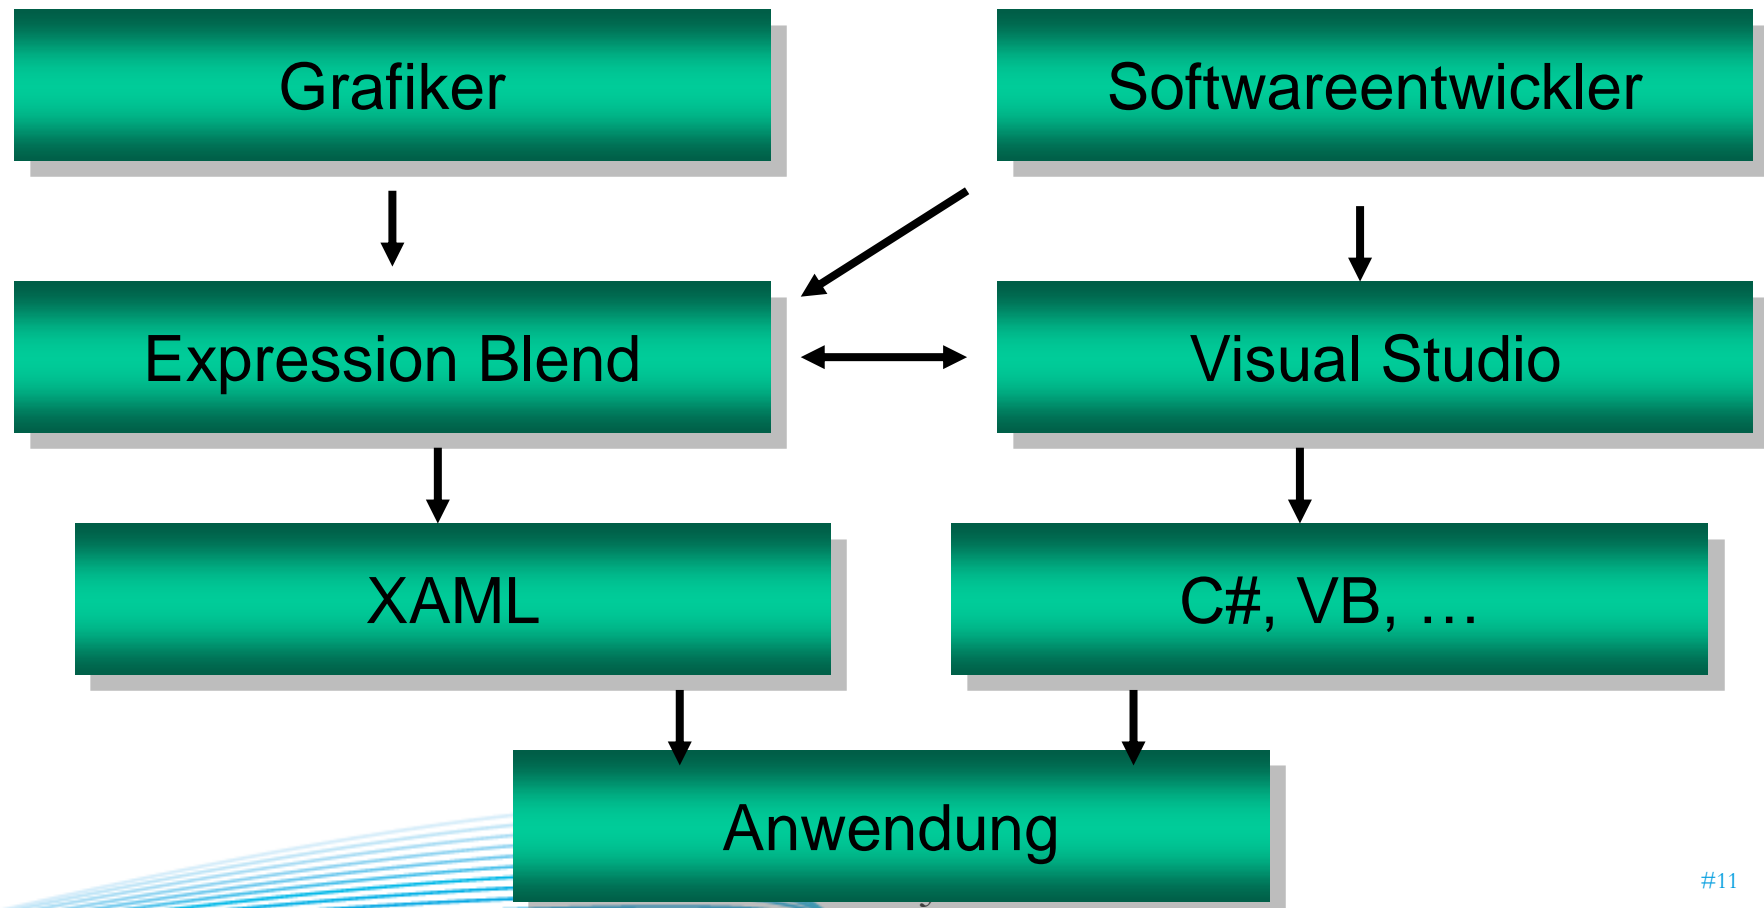 Grafiker
Softwareentwickler
Expression Blend
Visual Studio
XAML
C#, VB, …
Anwendung
#11